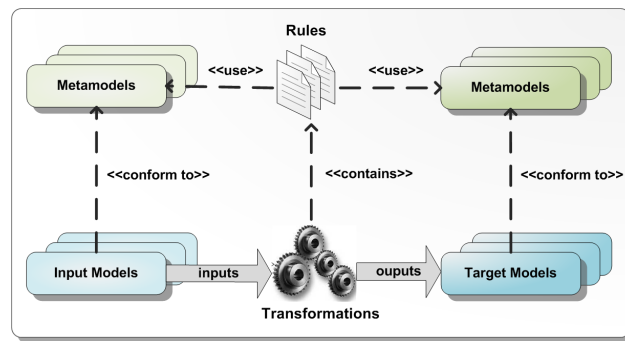 Rules
Metamodels
<<use>>
<<use>>
Metamodels
<<conform to>>
<<contains>>
<<conform to>>
Input Models
inputs
ouputs
Target Models
Transformations